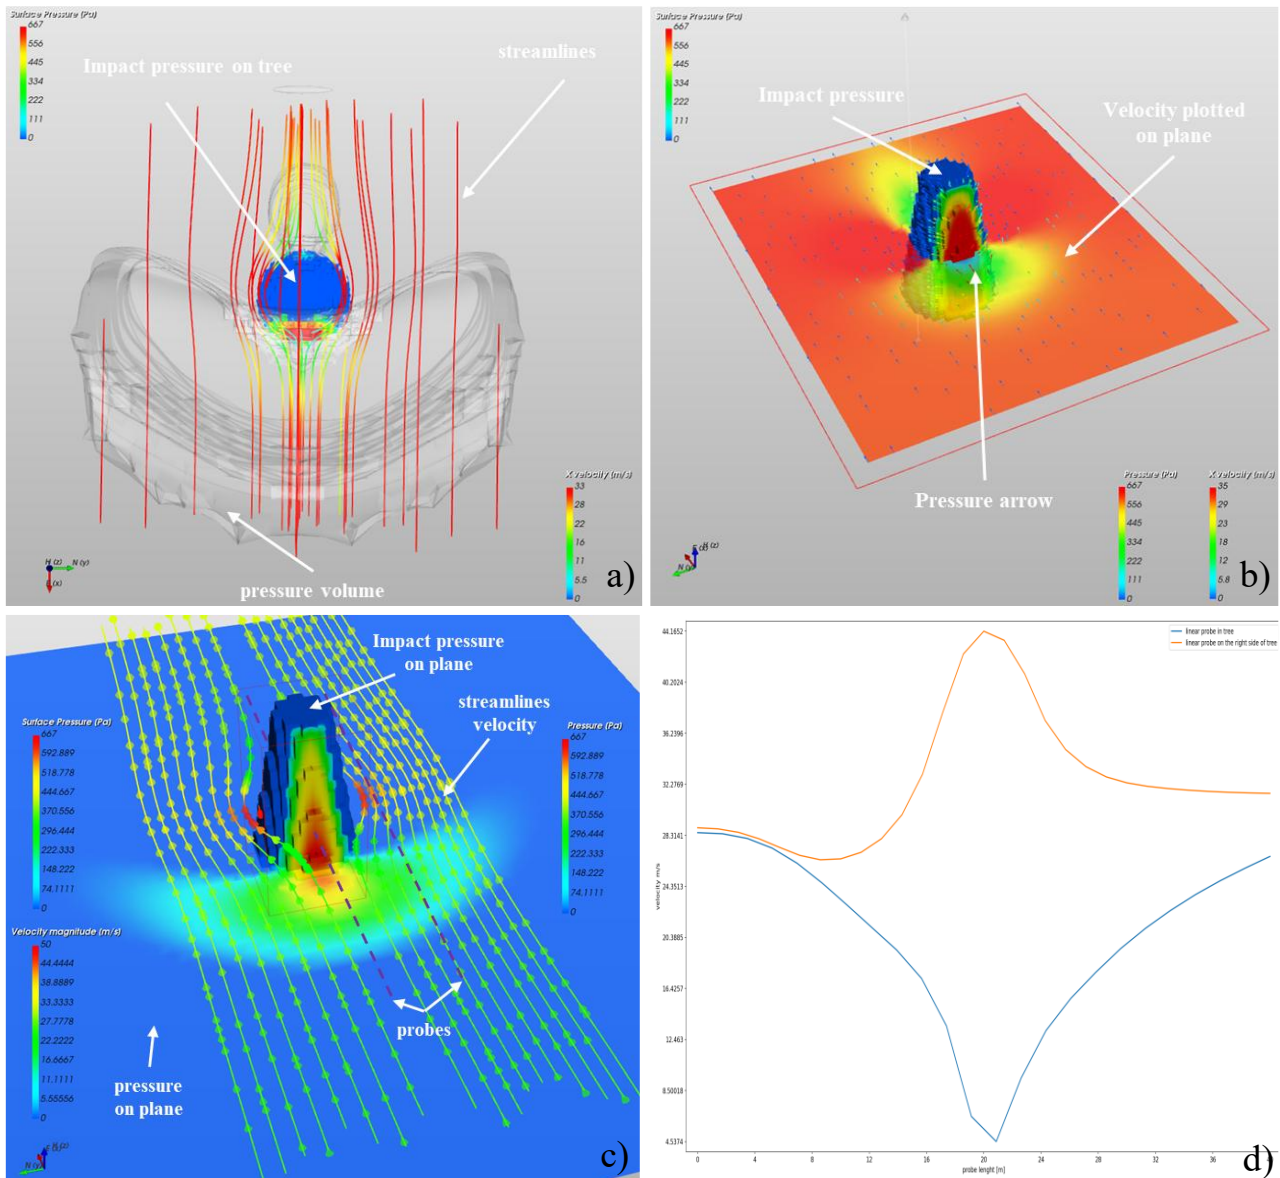 Surface Pressure (Pa)
667
556
445
334
222
111
0
Impact pressure on tree
streamlines
pressure volume
X velocity (m/s)
33
28
22
16
11
5.5
0
H (z)
N (y)
(x)
a)
Surface Pressure (Pa)
667
556
445
334
222
111
0
Impact pressure
Velocity plotted
on plane
Pressure arrow
Pressure (Pa)
667
556
445
334
222
111
0
X velocity (m/s)
35
29
23
18
12
5.8
0
H (z)
N (y)
b)
Impact pressure
on plane
streamlines
velocity
Surface Pressure (Pa)
667
592.889
518.778
444.667
370.556
296.444
222.333
148.222
74.1111
0
Pressure (Pa)
667
592.889
518.778
444.667
370.556
296.444
222.333
148.222
74.1111
0
Velocity magnitude (m/s)
50
44.4444
38.8889
33.3333
27.7778
22.2222
16.6667
11.1111
5.55556
0
probes
pressure
on plane
N (y)
c)
linear probe in tree
linear probe on the right side of tree
44.1652
40.2024
36.2396
32.2769
28.3141
24.3513
20.3885
16.4257
12.463
8.50018
4.5374
velocity m/s
0
4
8
12
16
20
24
28
32
36
probe lenght [m]
d)